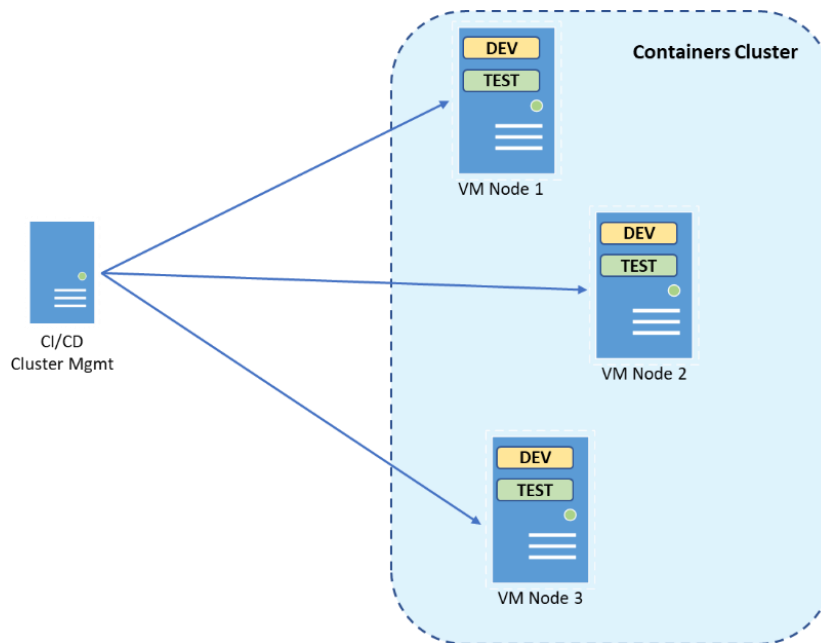 Containers Cluster
DEV
TEST
VM Node 1
DEV
TEST
VM Node 2
CI/CD
Cluster Mgmt
DEV
TEST
VM Node 3